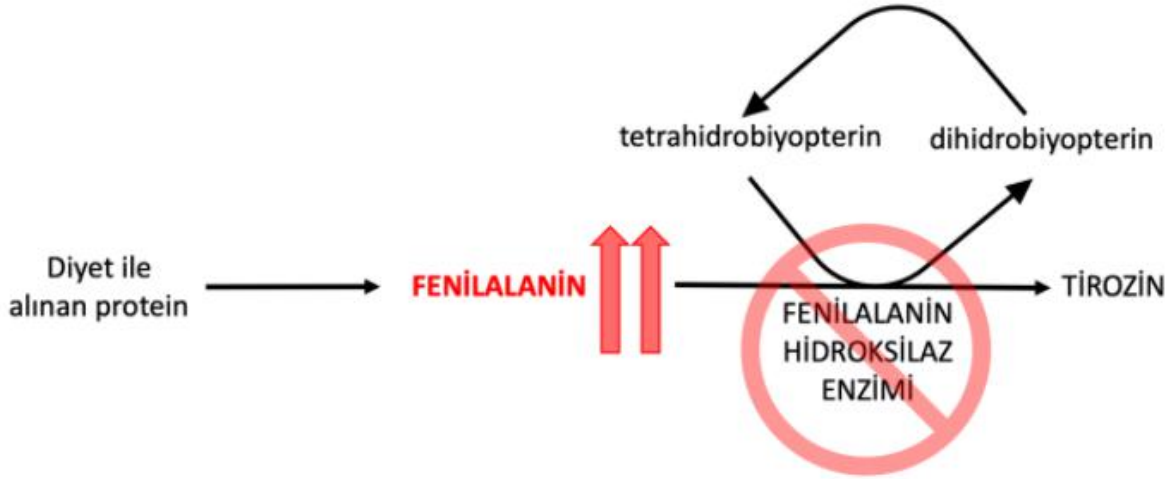 tetrahidrobiyopterin
dihidrobiyopterin
Diyet ile
alınan protein
FENİLALANİN
TİROZİN
FENİLALANİN
HİDROKSİLAZ
ENZİMİ